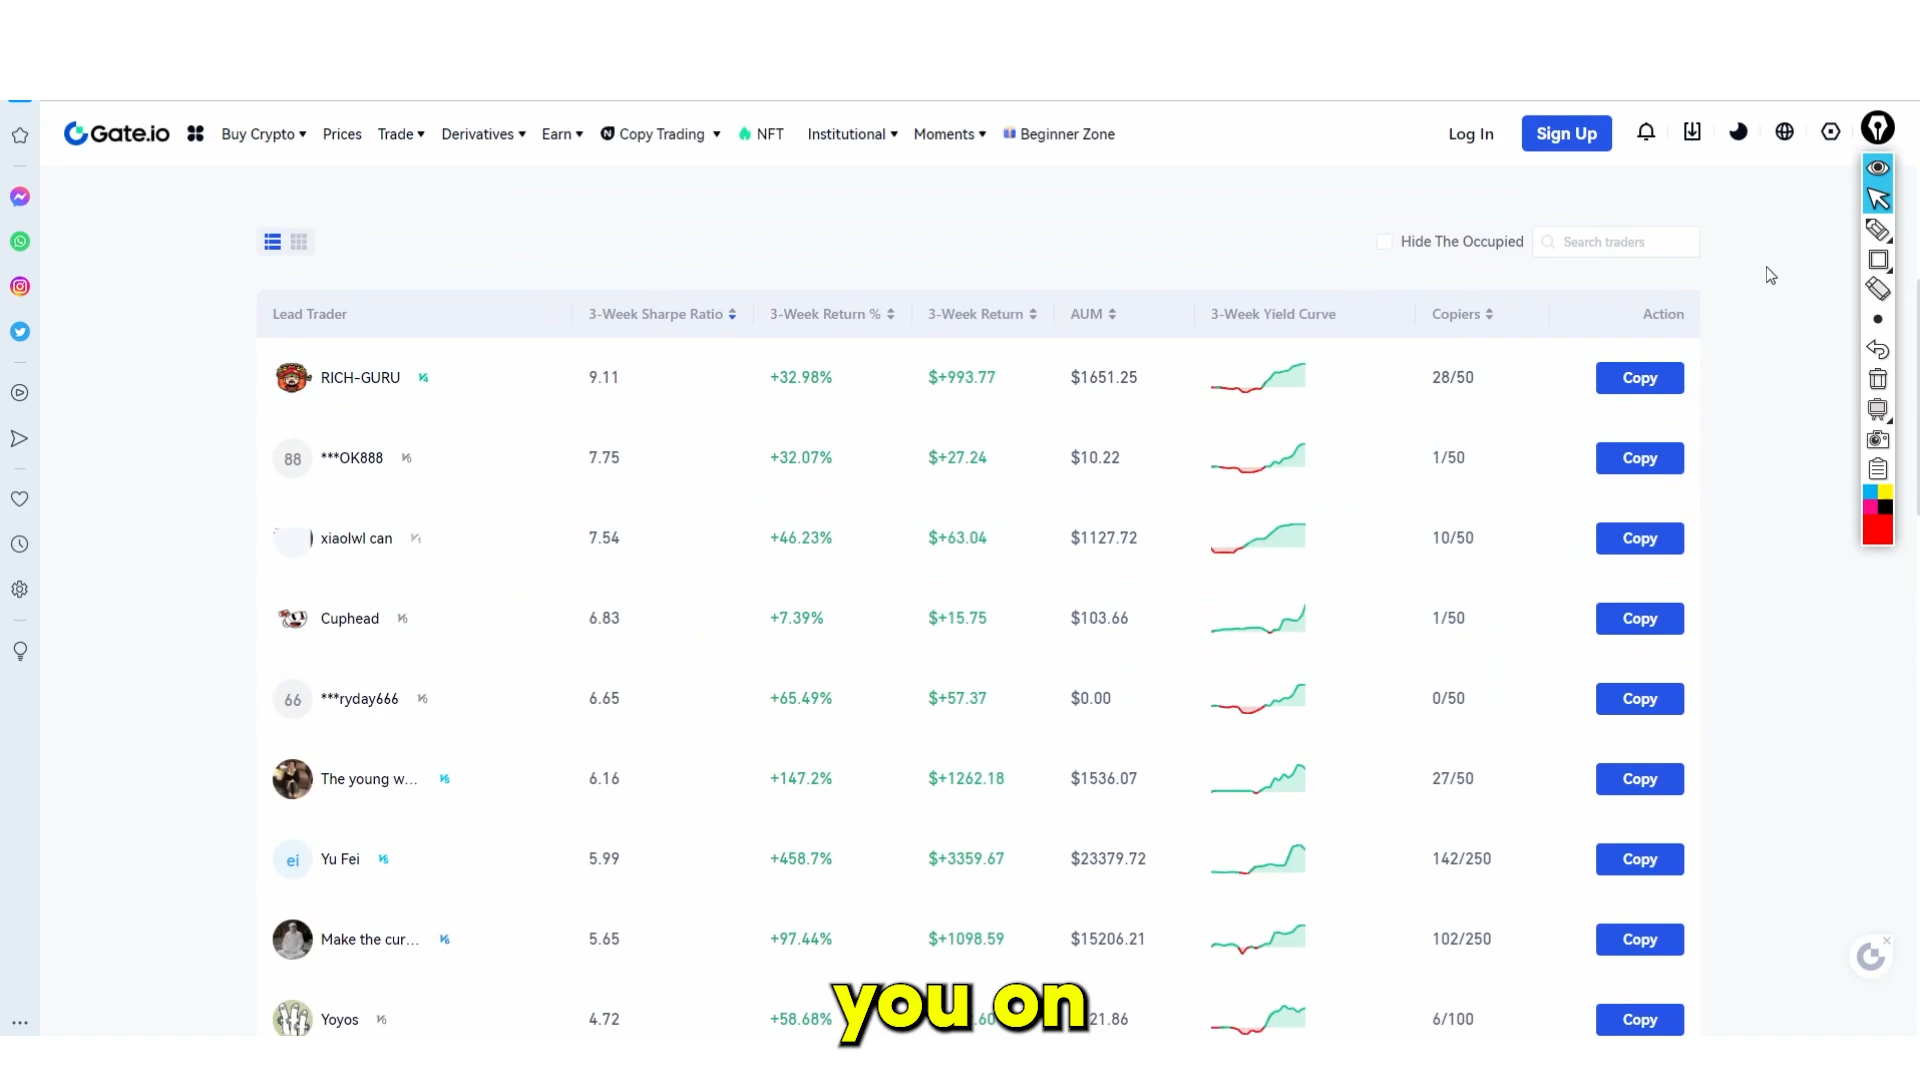 Gate.io Buy Crypto Prices Trade Derivatives Earn Copy Trading NFT Institutional Moments Beginner Zone Log In Sign Up
Hide The Occupied Search traders
Lead Trader 3-Week Sharpe Ratio 3-Week Return % 3-Week Return AUM 3-Week Yield Curve Copiers Action
RICH-GURU 9.11 +32.98% $+993.77 $1651.25 28/50 Copy
88 ***OK888 7.75 +32.07% $+27.24 $10.22 1/50 Copy
xiaolwl can 7.54 +46.23% $+63.04 $1127.72 10/50 Copy
Cuphead 6.83 +7.39% $+15.75 $103.66 1/50 Copy
66 ***ryday666 6.65 +65.49% $+57.37 $0.00 0/50 Copy
The young w... 6.16 +147.2% $+1262.18 $1536.07 27/50 Copy
ei Yu Fei 5.99 +458.7% $+3359.67 $23379.72 142/250 Copy
Make the cur... 5.65 +97.44% $+1098.59 $15206.21 102/250 Copy
Yoyos 4.72 +58.68% 6/100 Copy
you on